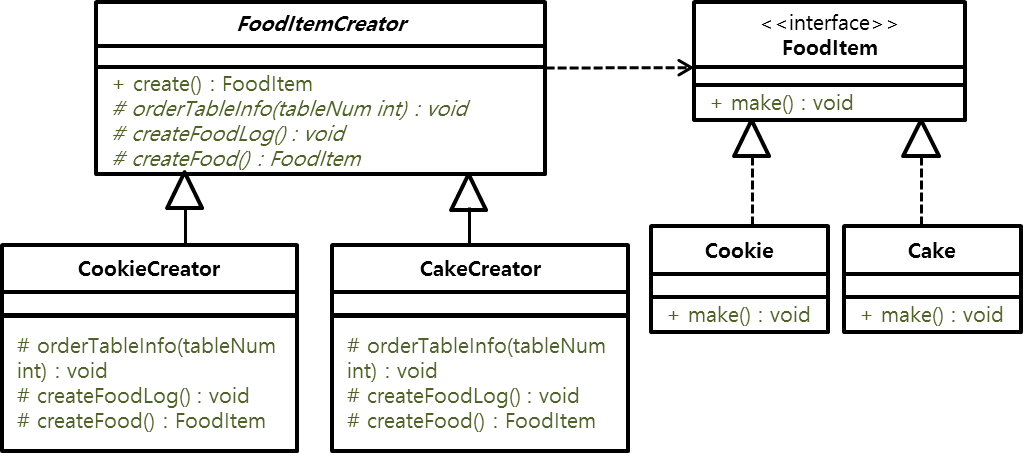 FoodItemCreator
+ create() : FoodItem
# orderTableInfo(tableNum int) : void
# createFoodLog() : void
# createFood() : FoodItem
<<interface>>
FoodItem
+ make() : void
CookieCreator
# orderTableInfo(tableNum
int) : void
# createFoodLog() : void
# createFood() : FoodItem
CakeCreator
# orderTableInfo(tableNum
int) : void
# createFoodLog() : void
# createFood() : FoodItem
Cookie
+ make() : void
Cake
+ make() : void